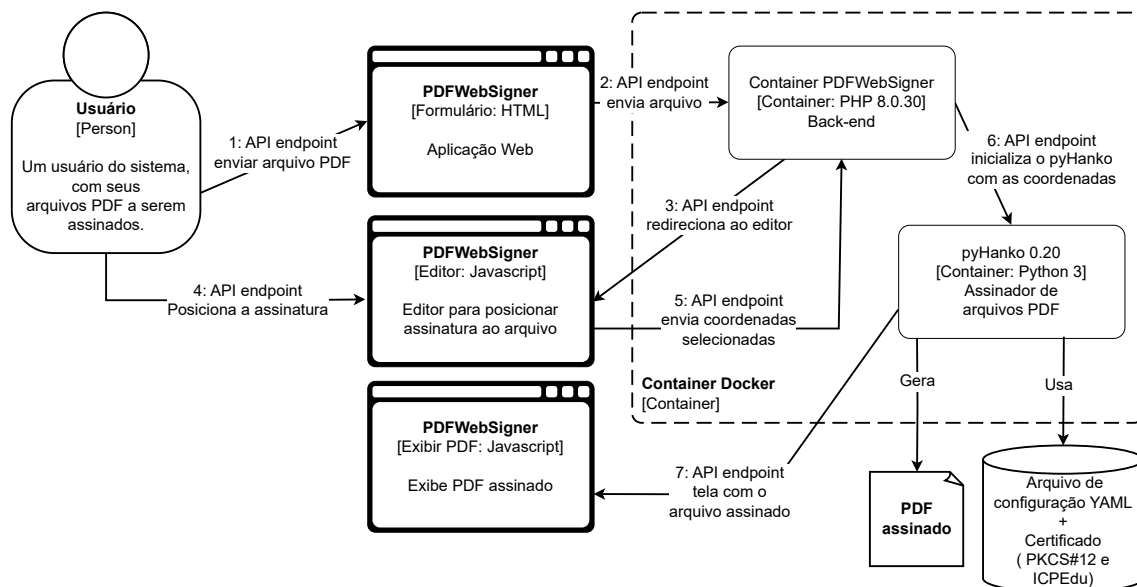 Usuário
[Person]
Um usuário do sistema,
com seus
arquivos PDF a serem
assinados.
1: API endpoint
enviar arquivo PDF
PDFWebSigner
[Formulário: HTML]
Aplicação Web
2: API endpoint
envia arquivo
Container PDFWebSigner
[Container: PHP 8.0.30]
Back-end
6: API endpoint
inicializa o pyHanko
com as coordenadas
3: API endpoint
redireciona ao editor
4: API endpoint
Posiciona a assinatura
PDFWebSigner
[Editor: Javascript]
Editor para posicionar
assinatura ao arquivo
5: API endpoint
envia coordenadas
selecionadas
pyHanko 0.20
[Container: Python 3]
Assinador de
arquivos PDF
Container Docker
[Container]
Gera
Usa
PDFWebSigner
[Exibir PDF: Javascript]
Exibe PDF assinado
7: API endpoint
tela com o
arquivo assinado
PDF
assinado
Arquivo de
configuração YAML
+
Certificado
( PKCS#12 e
ICPEdu)